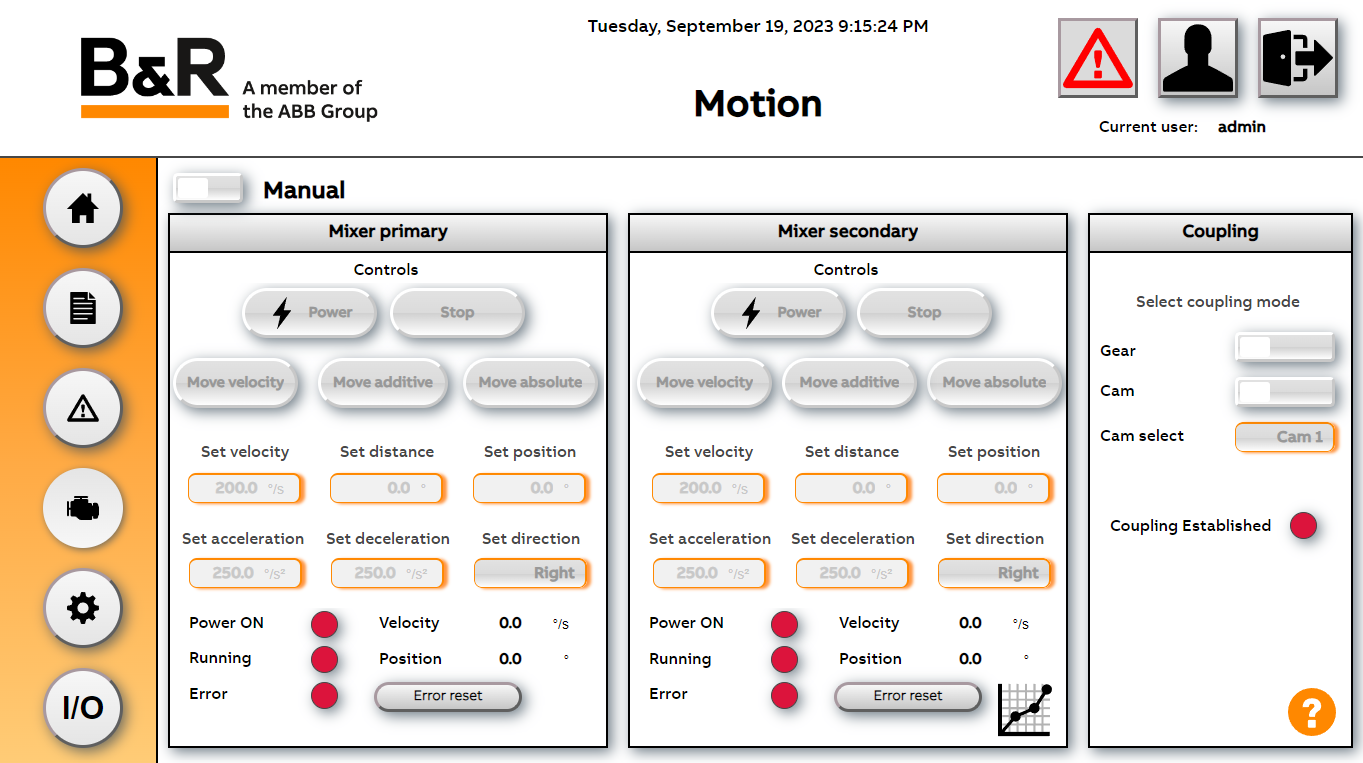 Tuesday, September 19, 2023 9:15:24 PM
B&R
A member of
the ABB Group
Motion
Current user: admin
Manual
Mixer primary
Controls
Power Stop
Move velocity Move additive Move absolute
Set velocity Set distance Set position
200.0 °/s 0.0 ° 0.0 °
Set acceleration Set deceleration Set direction
250.0 °/s² 250.0 °/s² Right
Power ON Velocity 0.0 °/s
Running Position 0.0 °
Error Error reset
Mixer secondary
Controls
Power Stop
Move velocity Move additive Move absolute
Set velocity Set distance Set position
200.0 °/s 0.0 ° 0.0 °
Set acceleration Set deceleration Set direction
250.0 °/s² 250.0 °/s² Right
Power ON Velocity 0.0 °/s
Running Position 0.0 °
Error Error reset
Coupling
Select coupling mode
Gear
Cam
Cam select Cam 1
Coupling Established
?
I/O